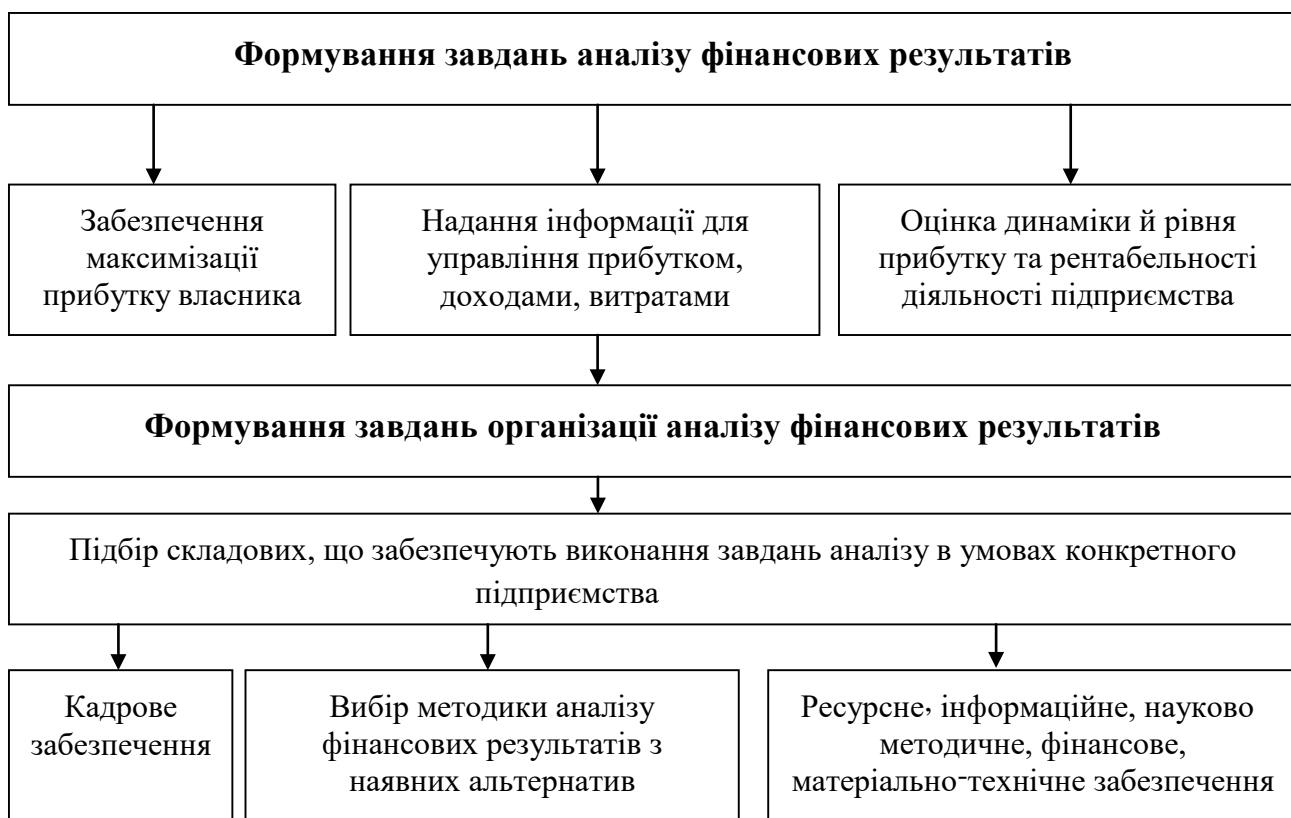 Формування завдань аналізу фінансових результатів
Забезпечення
максимізації
прибутку власника
Надання інформації для
управління прибутком,
доходами, витратами
Оцінка динаміки й рівня
прибутку та рентабельності
діяльності підприємства
Формування завдань організації аналізу фінансових результатів
Підбір складових, що забезпечують виконання завдань аналізу в умовах конкретного
підприємства
Кадрове
забезпечення
Вибір методики аналізу
фінансових результатів з
наявних альтернатив
Ресурсне, інформаційне, науково
методичне, фінансове,
матеріально-технічне забезпечення